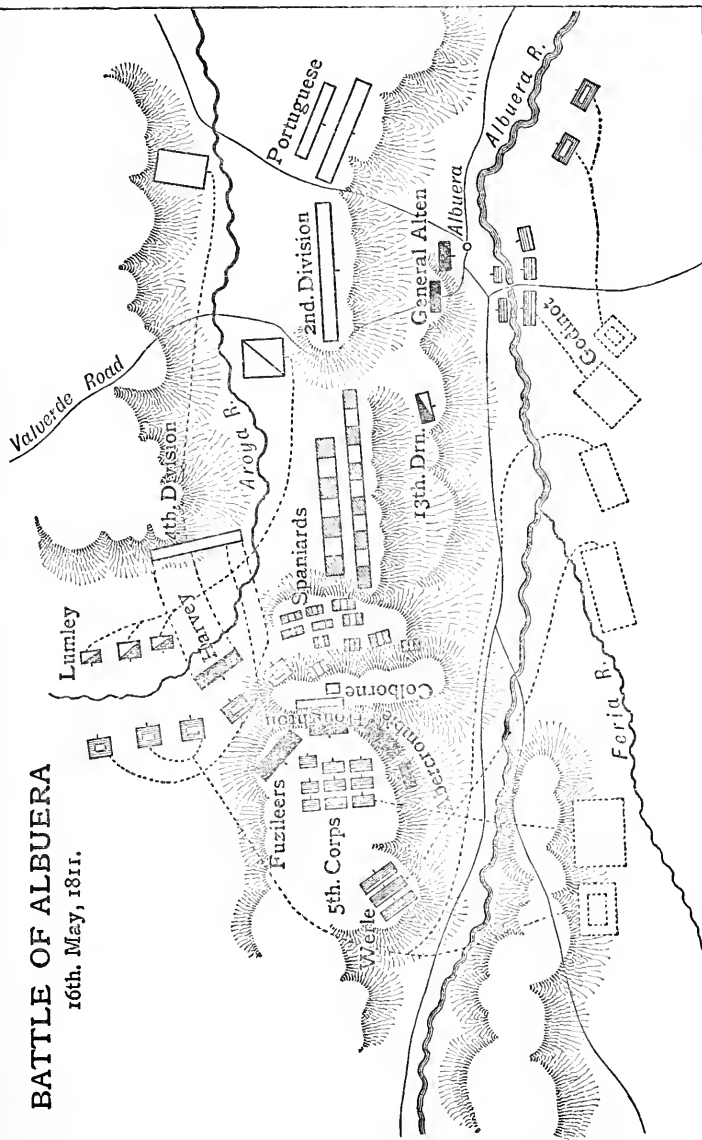 BATTLE OF ALBUERA
16th. May, 1811.
Valverde Road
Lumley
4th. Division
Aroya R.
Harvey
Portuguese
2nd. Division
General Alten
Albuera
Albuera R.
Spaniards
13th. Drn.
Godinot
Fuzileers
Houghton
Colborne
Abercrombie
5th. Corps
Werle
Feria R.